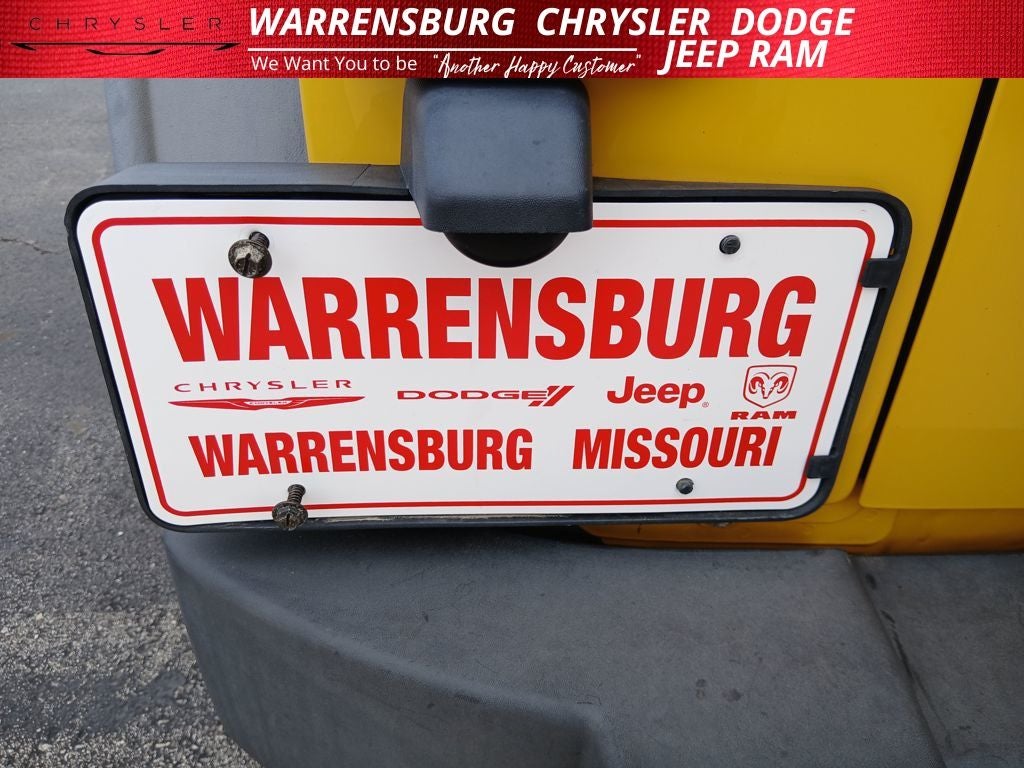 CHRYSLER
WARRENSBURG CHRYSLER DODGE
JEEP RAM
We Want You to be "Another Happy Customer"
WARRENSBURG
CHRYSLER DODGE Jeep® RAM
WARRENSBURG MISSOURI